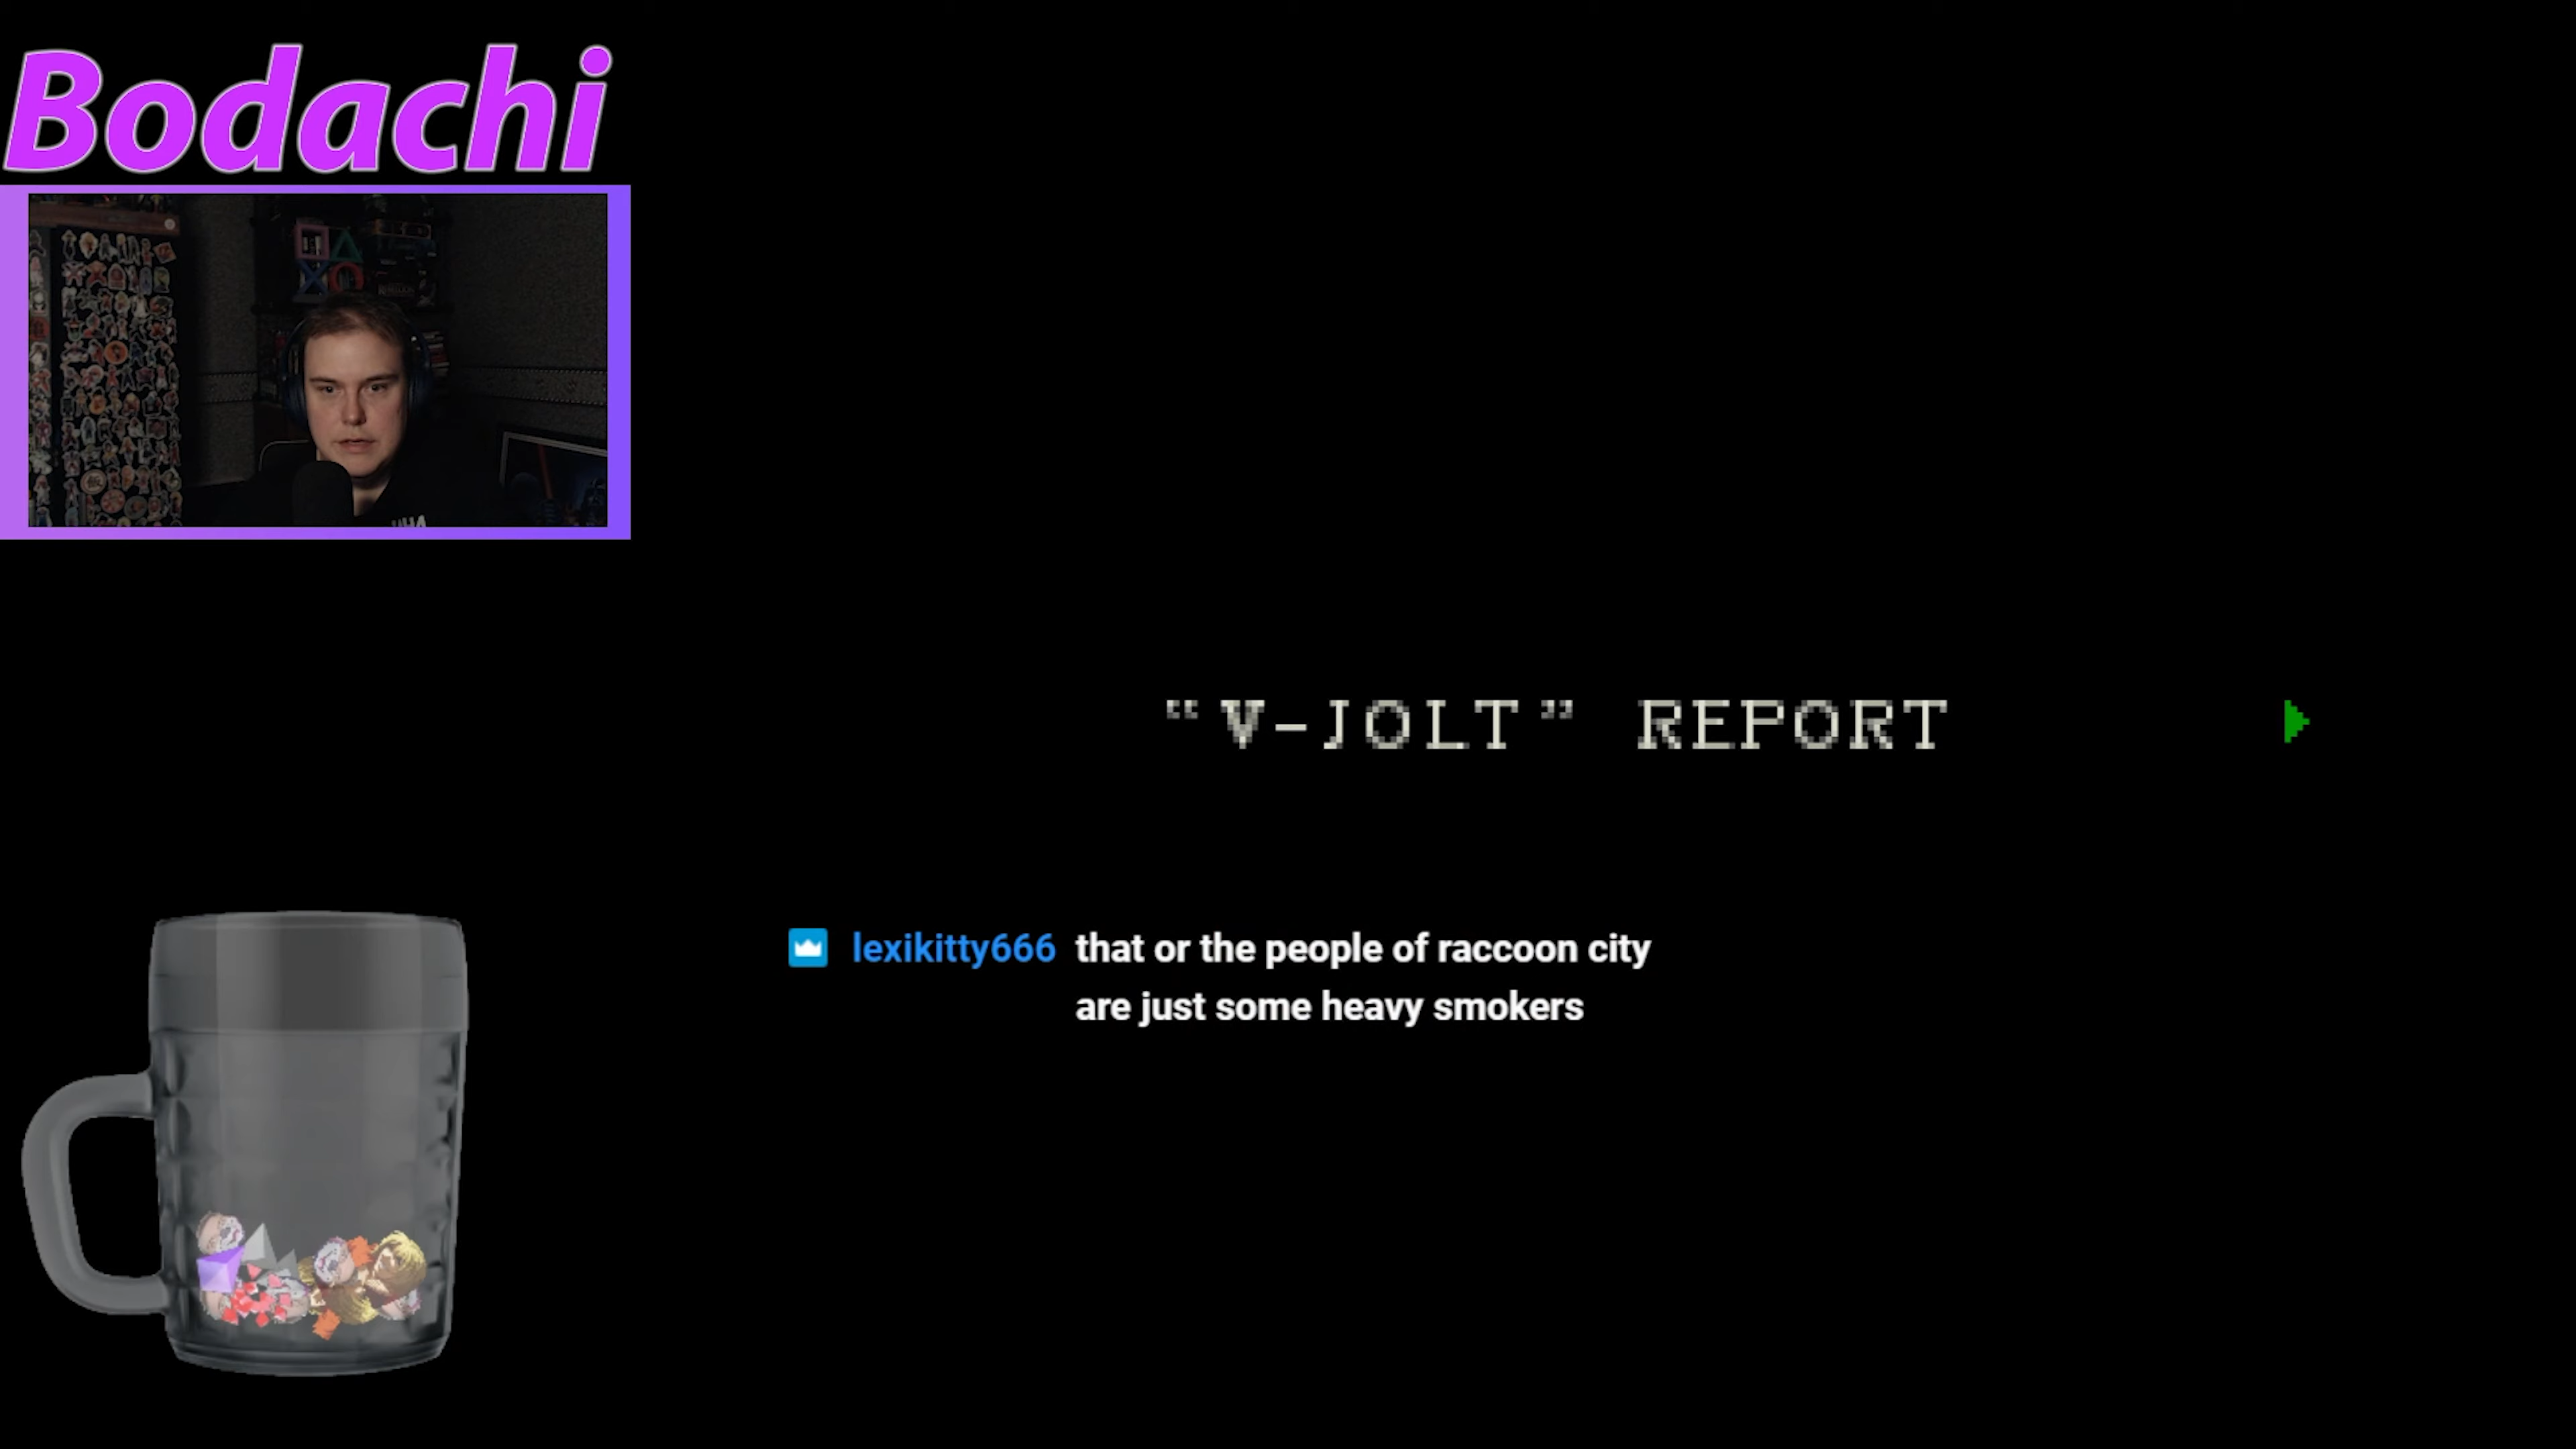 Bodachi
“V-JOLT” REPORT
lexikitty666 that or the people of raccoon city
are just some heavy smokers